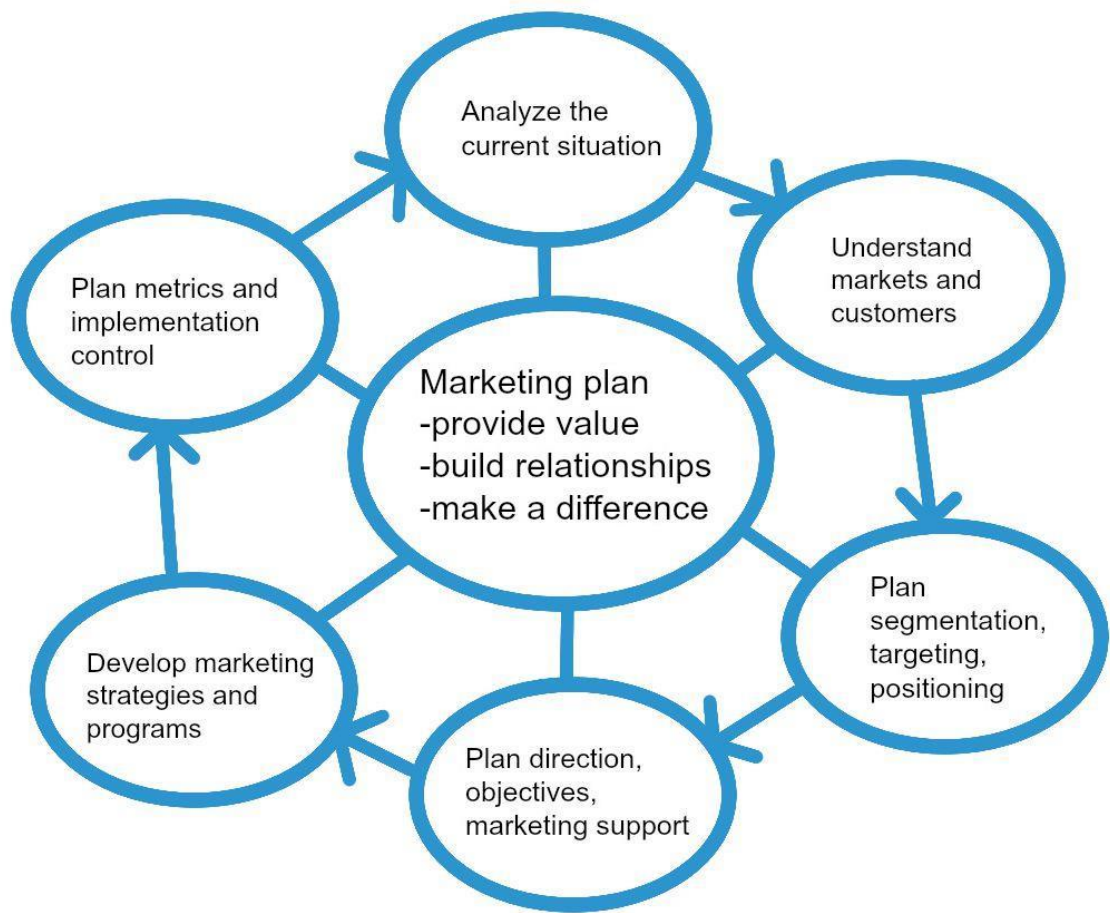 Analyze the
current situation
Understand
markets and
customers
Plan
segmentation,
targeting,
positioning
Plan direction,
objectives,
marketing support
Develop marketing
strategies and
programs
Plan metrics and
implementation
control
Marketing plan
-provide value
-build relationships
-make a difference